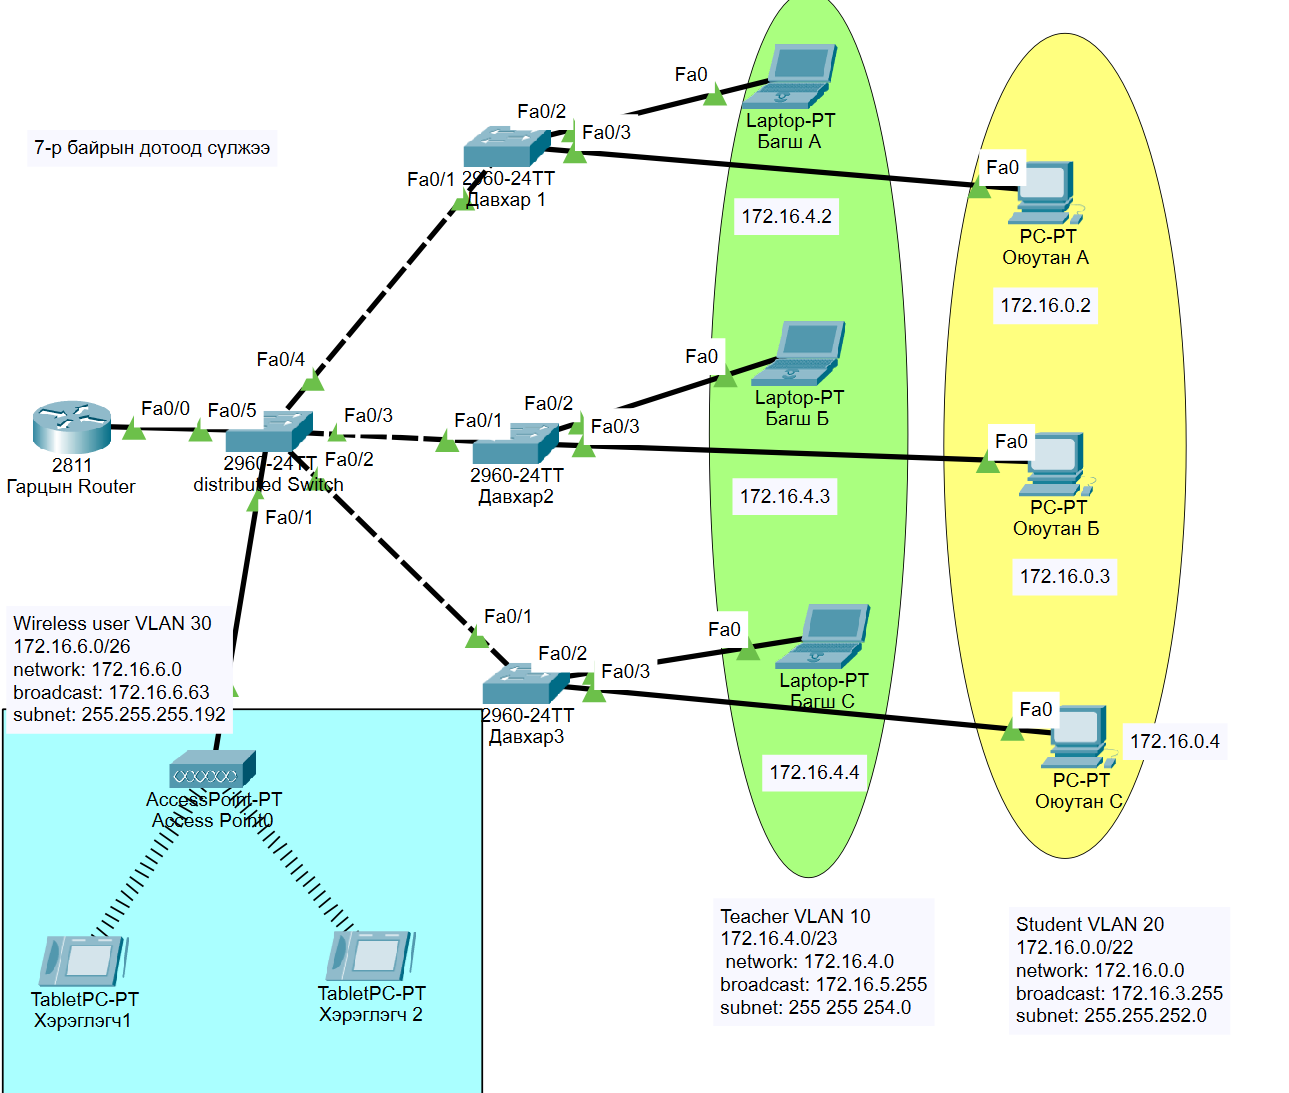 7-р байрын дотоод сүлжээ
Fa0
Laptop-PT
Багш А
172.16.4.2
Fa0/2
Fa0/3
Fa0/1
2960-24TT
Давхар 1
Fa0
PC-PT
Оюутан А
172.16.0.2
Fa0/4
Fa0/0
Fa0/5
Fa0/3
2811
Гарцын Router
2960-24TT
distributed Switch
Fa0/2
Fa0/1
Fa0/1
Fa0/2
Fa0/3
2960-24TT
Давхар2
Fa0
Laptop-PT
Багш Б
172.16.4.3
Fa0
PC-PT
Оюутан Б
172.16.0.3
Fa0/1
Fa0/2
Fa0/3
2960-24TT
Давхар3
Fa0
Laptop-PT
Багш С
172.16.4.4
Fa0
PC-PT
Оюутан С
172.16.0.4
Wireless user VLAN 30
172.16.6.0/26
network: 172.16.6.0
broadcast: 172.16.6.63
subnet: 255.255.255.192
AccessPoint-PT
Access Point0
TabletPC-PT
Хэрэглэгч1
TabletPC-PT
Хэрэглэгч 2
Teacher VLAN 10
172.16.4.0/23
network: 172.16.4.0
broadcast: 172.16.5.255
subnet: 255 255 254.0
Student VLAN 20
172.16.0.0/22
network: 172.16.0.0
broadcast: 172.16.3.255
subnet: 255.255.252.0